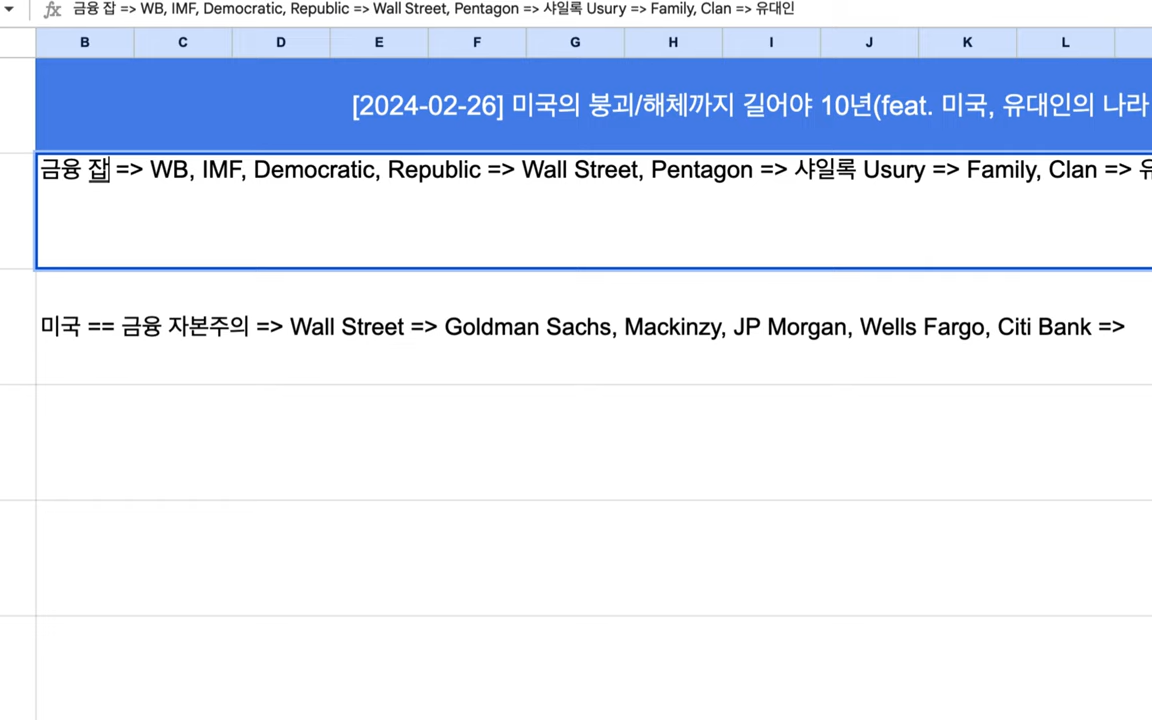 fx 금융 잡 => WB, IMF, Democratic, Republic => Wall Street, Pentagon => 샤일록 Usury => Family, Clan => 유대인
B C D E F G H I J K L
[2024-02-26] 미국의 붕괴/해체까지 길어야 10년(feat. 미국, 유대인의 나라
금융 잡 => WB, IMF, Democratic, Republic => Wall Street, Pentagon => 샤일록 Usury => Family, Clan => 유
미국 == 금융 자본주의 => Wall Street => Goldman Sachs, Mackinzy, JP Morgan, Wells Fargo, Citi Bank =>